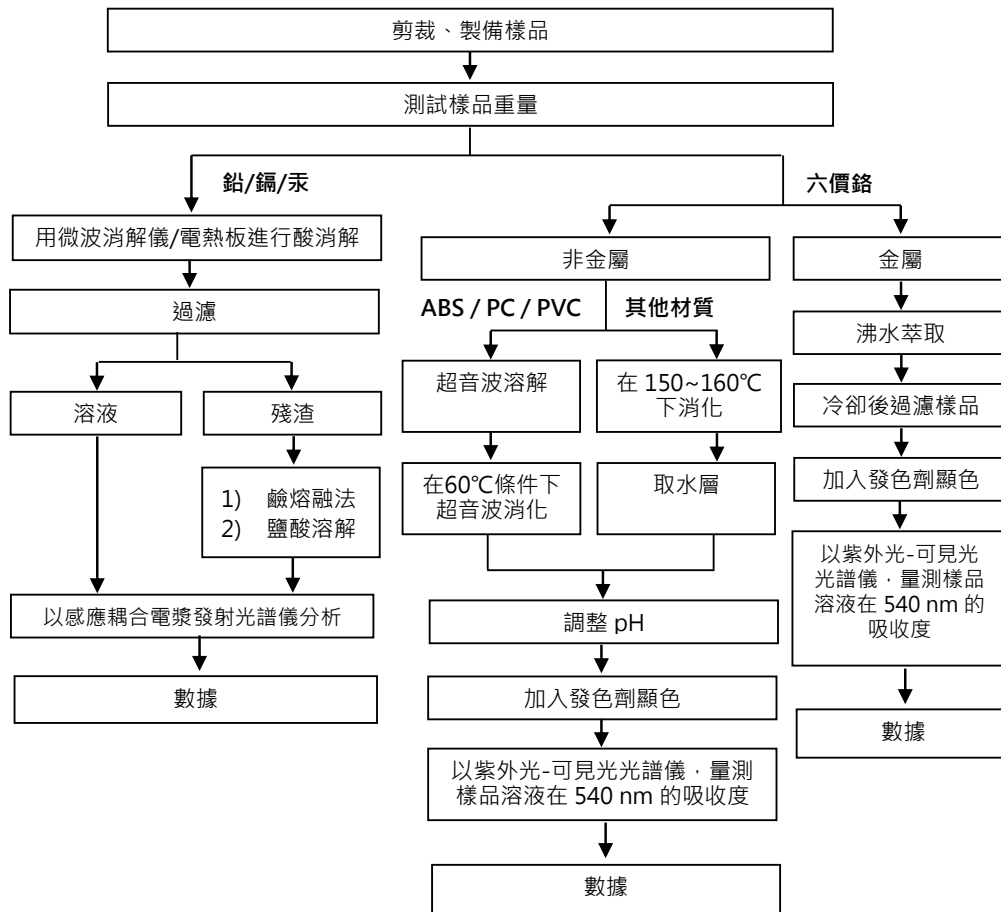 剪裁、製備樣品
測試樣品重量
鉛/鎘/汞
六價鉻
用微波消解儀/電熱板進行酸消解
過濾
溶液
殘渣
1) 鹼熔融法
2) 鹽酸溶解
以感應耦合電漿發射光譜儀分析
數據
非金屬
ABS / PC / PVC
其他材質
超音波溶解
在 150~160℃
下消化
在60℃條件下
超音波消化
取水層
調整 pH
加入發色劑顯色
以紫外光-可見光光譜儀，量測
樣品溶液在 540 nm 的吸收度
數據
金屬
沸水萃取
冷卻後過濾樣品
加入發色劑顯色
以紫外光-可見光
光譜儀，量測樣品
溶液在 540 nm 的
吸收度
數據